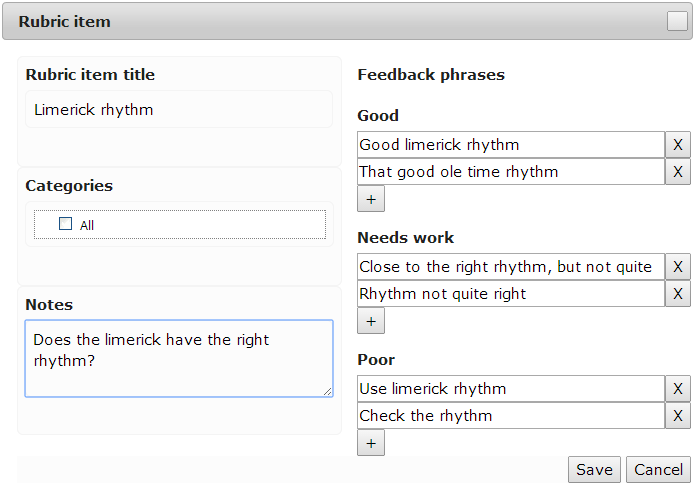 Rubric item
Rubric item title
Limerick rhythm
Categories
All
Notes
Does the limerick have the right
rhythm?
Feedback phrases
Good
Good limerick rhythm X
That good ole time rhythm X
+
Needs work
Close to the right rhythm, but not quite X
Rhythm not quite right X
+
Poor
Use limerick rhythm X
Check the rhythm X
+
Save Cancel